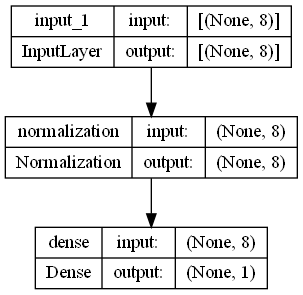 input_1 input: [(None, 8)]
InputLayer output: [(None, 8)]
normalization input: (None, 8)
Normalization output: (None, 8)
dense input: (None, 8)
Dense output: (None, 1)